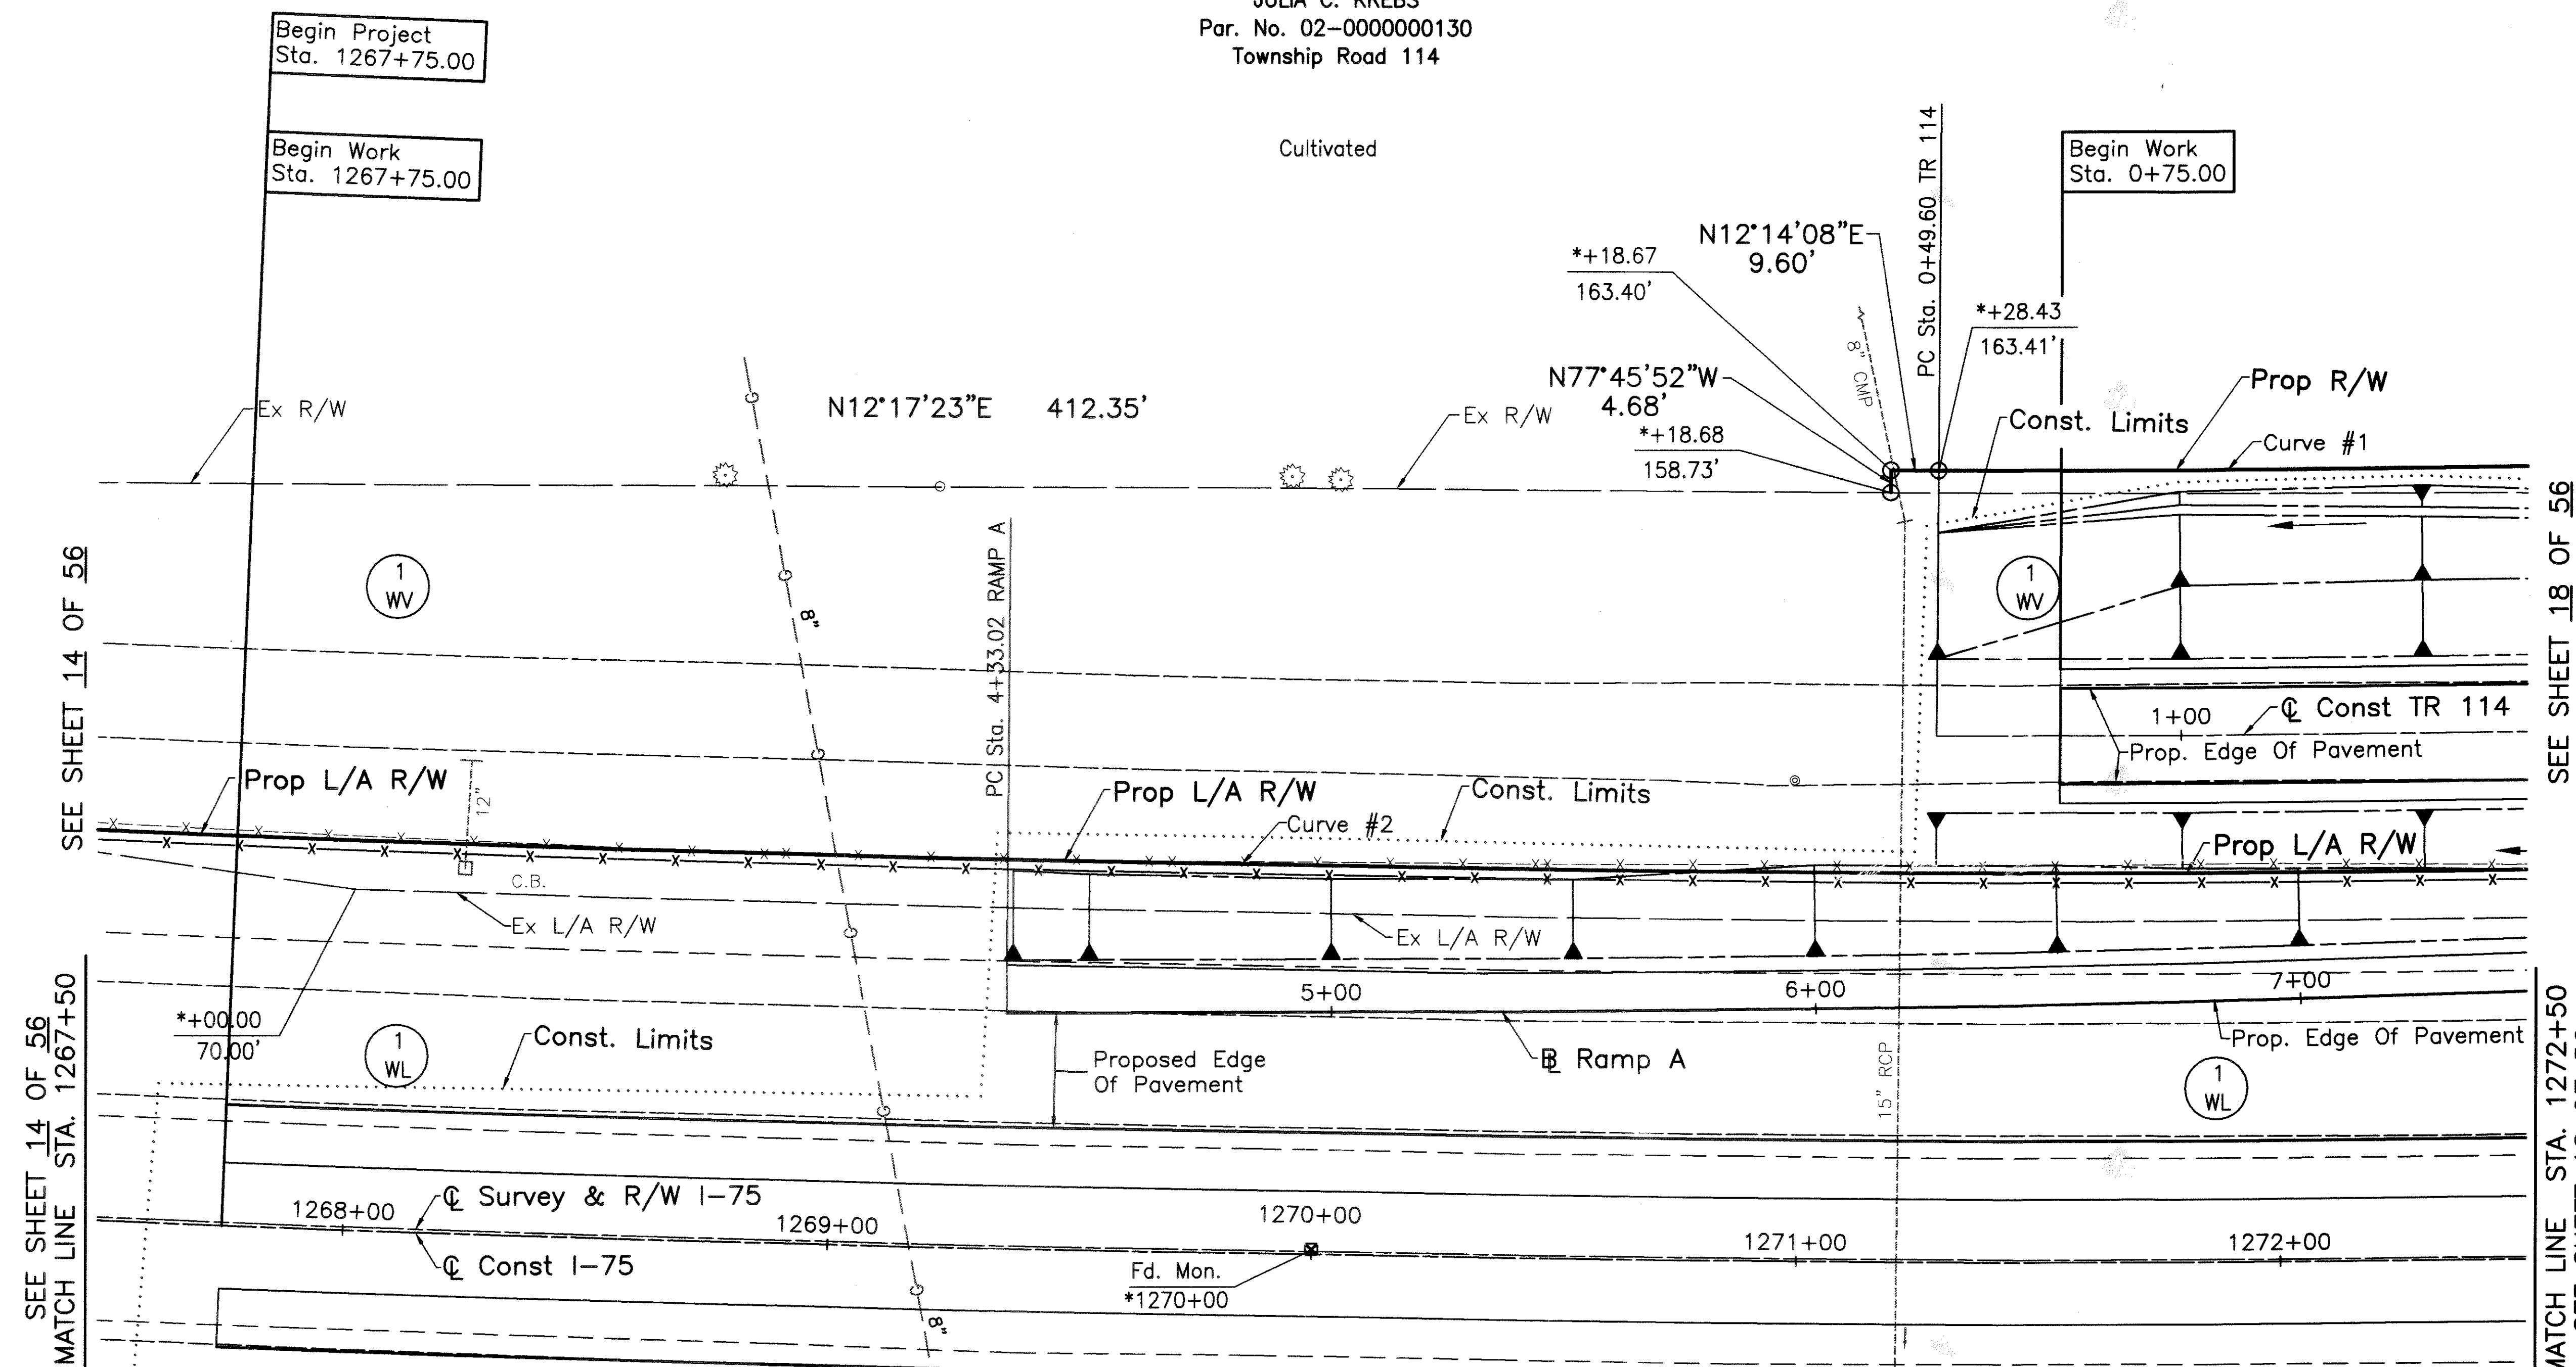 JULIA C. KREBS
Par. No. 02-0000000130
Township Road 114
Begin Project
Sta. 1267+75.00
Begin Work
Sta. 1267+75.00
Cultivated
PC Sta. 0+49.60 TR 114
Begin Work
Sta. 0+75.00
N12°14'08"E
9.60'
*+18.67
163.40'
*+28.43
163.41'
8" CMP
N77°45'52"W
4.68'
*+18.68
158.73'
Ex R/W
N12°17'23"E 412.35'
Ex R/W
Prop R/W
Const. Limits
Curve #1
G
G
8"
G
G
G
G
8"
1
WV
1
WV
PC Sta. 4+33.02 RAMP A
SEE SHEET 14 OF 56
SEE SHEET 18 OF 56
1+00
℄ Const TR 114
Prop. Edge Of Pavement
Prop L/A R/W
12"
Prop L/A R/W
Const. Limits
Curve #2
Prop L/A R/W
C.B.
Ex L/A R/W
Ex L/A R/W
5+00
6+00
7+00
*+00.00
70.00'
1
WL
Const. Limits
Proposed Edge
Of Pavement
BL Ramp A
15" RCP
Prop. Edge Of Pavement
1
WL
1268+00
℄ Survey & R/W I-75
1269+00
1270+00
1271+00
1272+00
℄ Const I-75
Fd. Mon.
*1270+00
SEE SHEET 14 OF 56
MATCH LINE STA. 1267+50
MATCH LINE STA. 1272+50